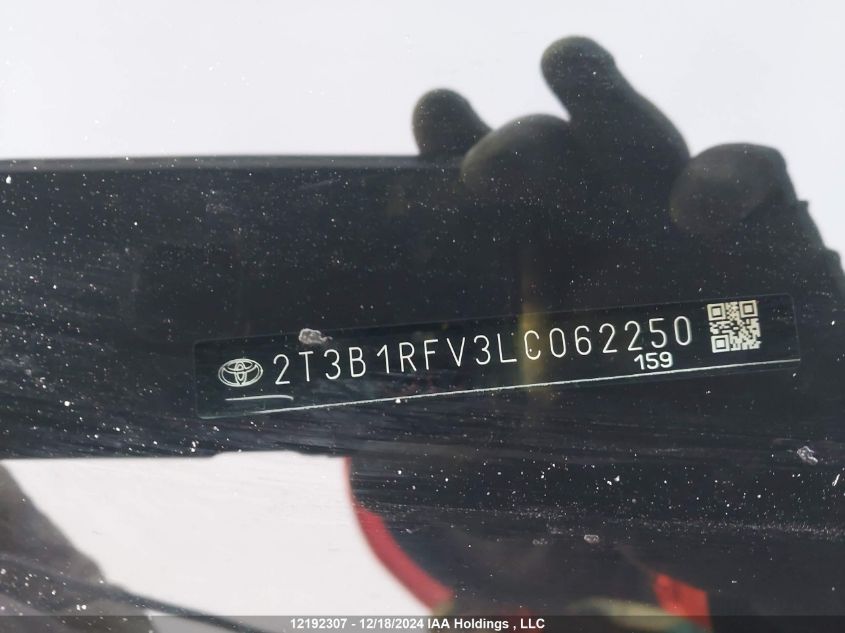 2T3B1RFV3LC062250
159
12192307 - 12/18/2024 IAA Holdings , LLC